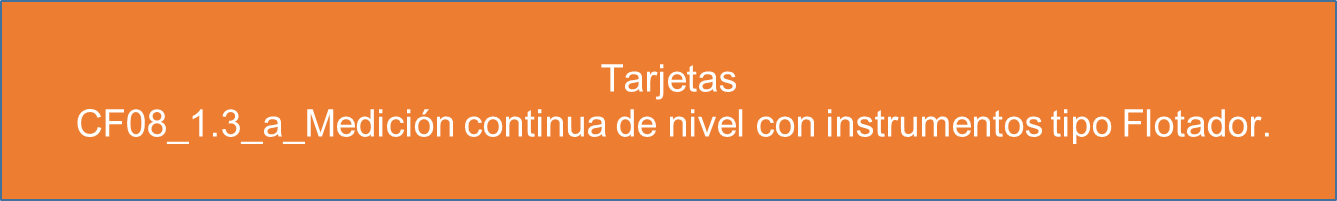 Tarjetas
CF08_1.3_a_Medición continua de nivel con instrumentos tipo Flotador.